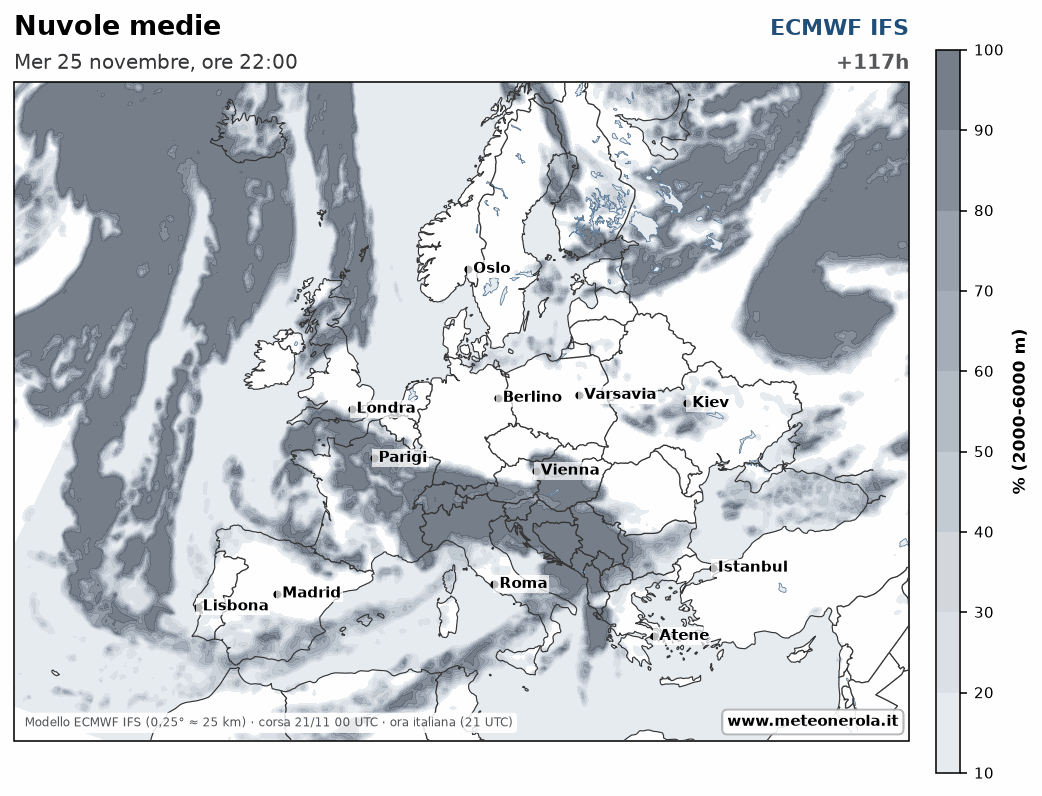 Nuvole medie
ECMWF IFS
Mer 25 novembre, ore 22:00
+117h
100
90
80
70
60
50
40
30
20
10
% (2000-6000 m)
Oslo
Londra
Berlino
Varsavia
Kiev
Parigi
Vienna
Istanbul
Roma
Madrid
Lisbona
Atene
Modello ECMWF IFS (0,25° ≈ 25 km) · corsa 21/11 00 UTC · ora italiana (21 UTC)
www.meteonerola.it